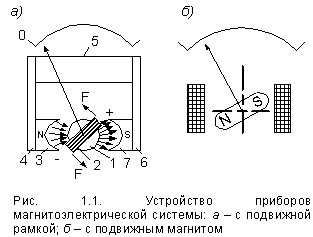 а)
б)
0
5
F
+
N
S
-
F
4 3 2 1 7 6
S
N
Рис. 1.1. Устройство приборов
магнитоэлектрической системы: а – с подвижной
рамкой; б – с подвижным магнитом